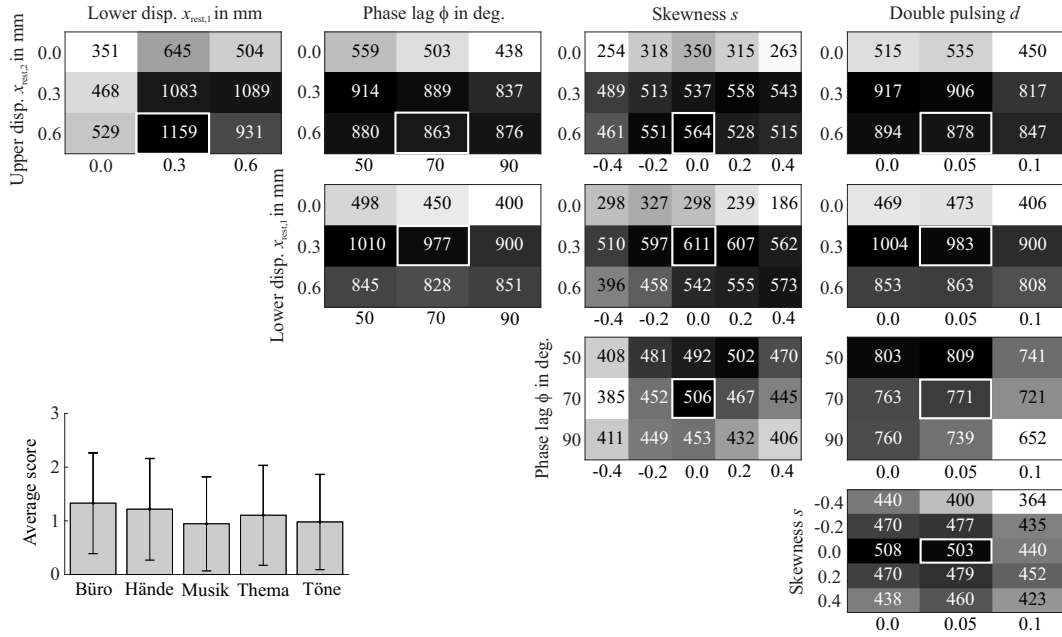 Lower disp. x_rest,1 in mm
Phase lag ϕ in deg.
Skewness s
Double pulsing d
Upper disp. x_rest,2 in mm
0.0 351 645 504
0.3 468 1083 1089
0.6 529 1159 931
0.0 0.3 0.6
559 503 438
914 889 837
880 863 876
50 70 90
0.0 254 318 350 315 263
0.3 489 513 537 558 543
0.6 461 551 564 528 515
-0.4 -0.2 0.0 0.2 0.4
0.0 515 535 450
0.3 917 906 817
0.6 894 878 847
0.0 0.05 0.1
Lower disp. x_rest,1 in mm
0.0 498 450 400
0.3 1010 977 900
0.6 845 828 851
50 70 90
0.0 298 327 298 239 186
0.3 510 597 611 607 562
0.6 396 458 542 555 573
-0.4 -0.2 0.0 0.2 0.4
0.0 469 473 406
0.3 1004 983 900
0.6 853 863 808
0.0 0.05 0.1
Phase lag ϕ in deg.
50 408 481 492 502 470
70 385 452 506 467 445
90 411 449 453 432 406
-0.4 -0.2 0.0 0.2 0.4
50 803 809 741
70 763 771 721
90 760 739 652
0.0 0.05 0.1
Skewness s
-0.4 440 400 364
-0.2 470 477 435
0.0 508 503 440
0.2 470 479 452
0.4 438 460 423
0.0 0.05 0.1
Average score
3
2
1
0
Büro Hände Musik Thema Töne